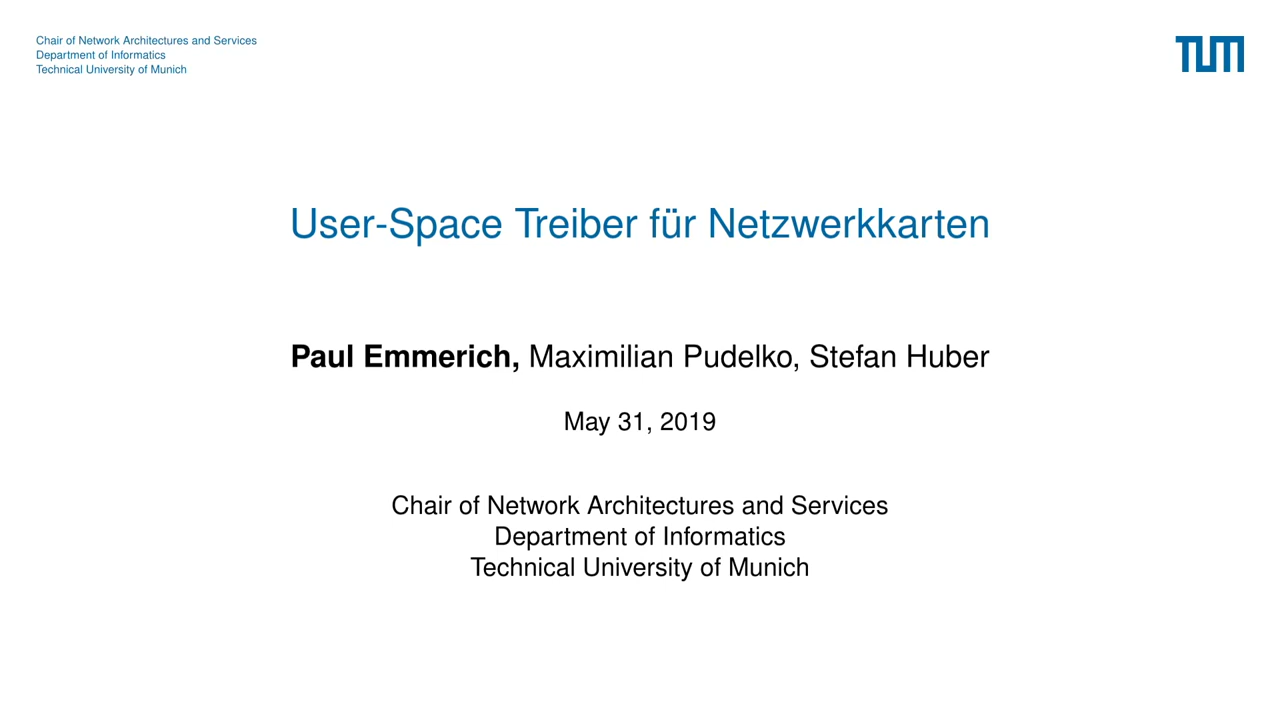 Chair of Network Architectures and Services
Department of Informatics
Technical University of Munich
TUM
User-Space Treiber für Netzwerkkarten
Paul Emmerich, Maximilian Pudelko, Stefan Huber
May 31, 2019
Chair of Network Architectures and Services
Department of Informatics
Technical University of Munich